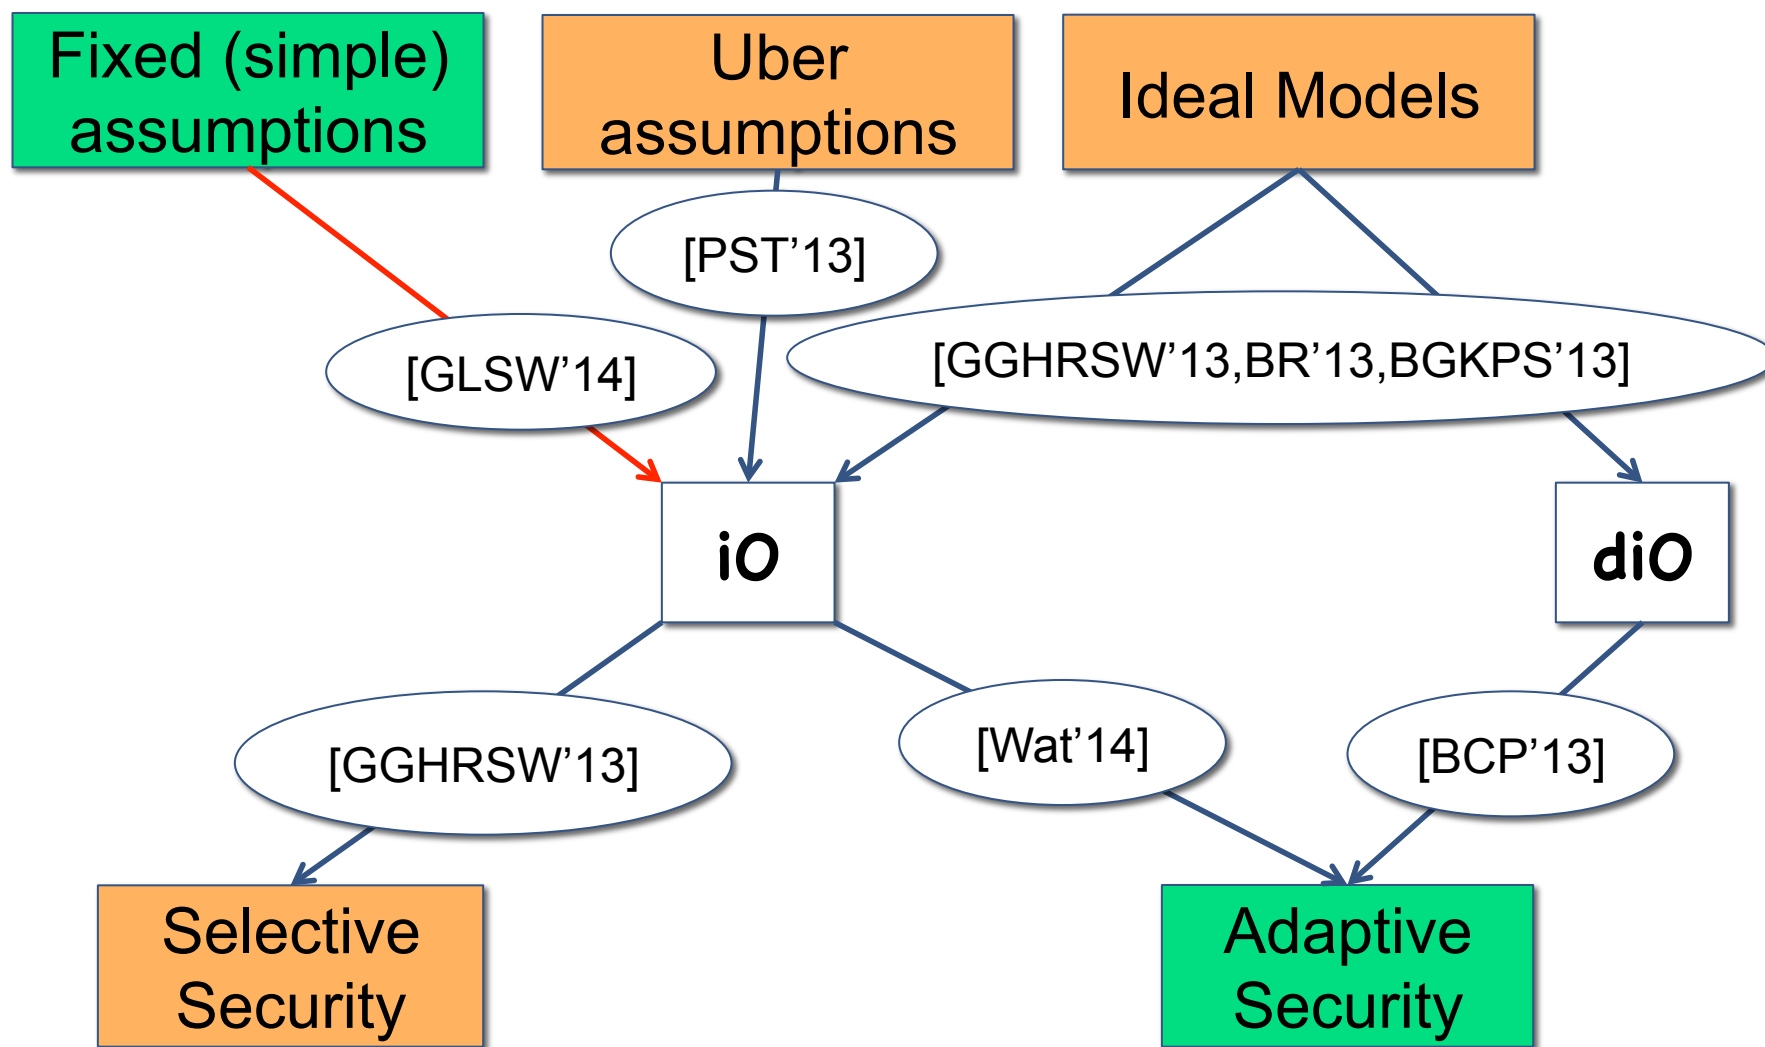 Fixed (simple)
assumptions
Uber
assumptions
Ideal Models
[PST’13]
[GLSW’14]
[GGHRSW’13,BR’13,BGKPS’13]
iO
diO
[GGHRSW’13]
[Wat’14]
[BCP’13]
Selective
Security
Adaptive
Security